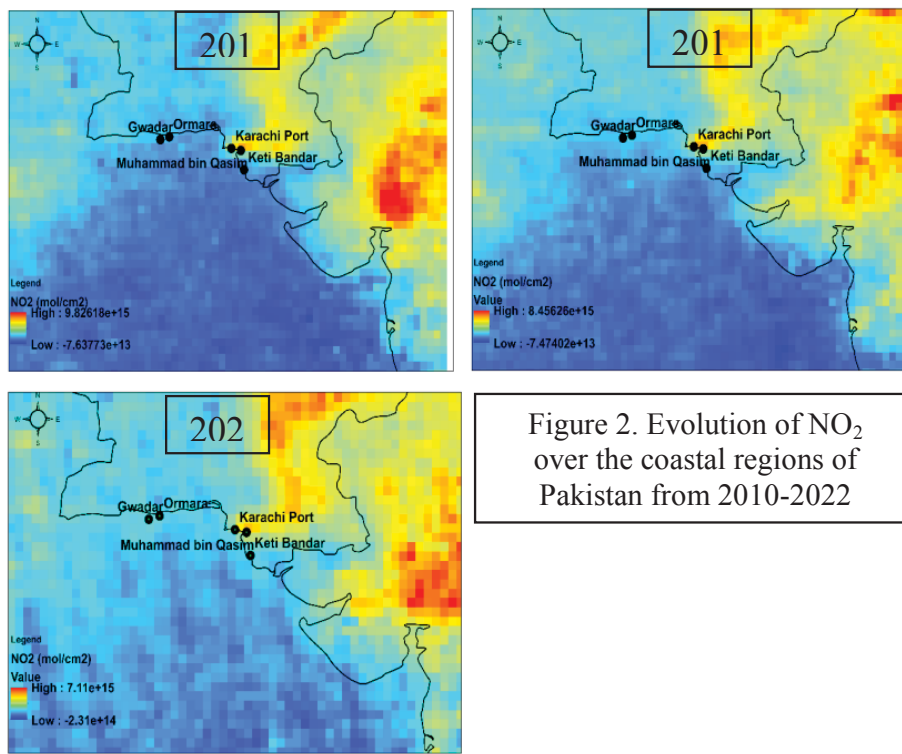 201
N
W E
S
Gwadar Ormara
Karachi Port
Muhammad bin Qasim Keti Bandar
Legend
NO2 (mol/cm2)
High : 9.82618e+15
Low : -7.63773e+13
201
N
W E
S
Gwadar Ormara
Karachi Port
Keti Bandar
Muhammad bin Qasim
Legend
NO2 (mol/cm2)
Value
High : 8.45626e+15
Low : -7.47402e+13
202
N
W E
S
Gwadar Ormara
Karachi Port
Muhammad bin Qasim Keti Bandar
Legend
NO2 (mol/cm2)
Value
High : 7.11e+15
Low : -2.31e+14
Figure 2. Evolution of NO₂
over the coastal regions of
Pakistan from 2010-2022